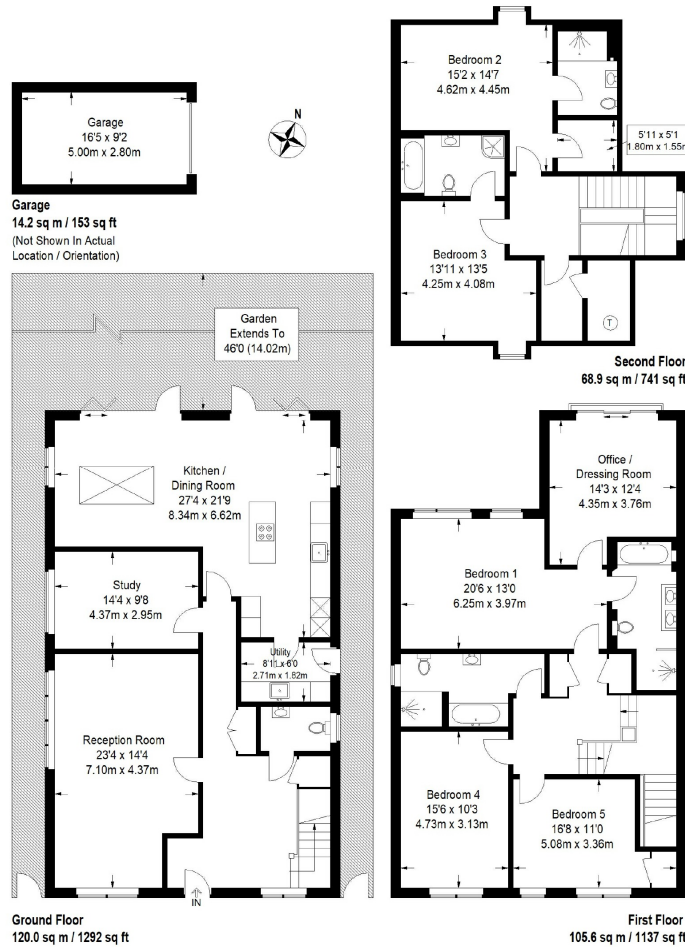 Garage
16'5 x 9'2
5.00m x 2.80m
N
Garage
14.2 sq m / 153 sq ft
(Not Shown In Actual
Location / Orientation)
Bedroom 2
15'2 x 14'7
4.62m x 4.45m
5'11 x 5'1
1.80m x 1.55m
Bedroom 3
13'11 x 13'5
4.25m x 4.08m
T
Second Floor
68.9 sq m / 741 sq ft
Garden
Extends To
46'0 (14.02m)
Kitchen /
Dining Room
27'4 x 21'9
8.34m x 6.62m
Study
14'4 x 9'8
4.37m x 2.95m
Utility
8'11 x 6'0
2.71m x 1.82m
Reception Room
23'4 x 14'4
7.10m x 4.37m
IN
Ground Floor
120.0 sq m / 1292 sq ft
Office /
Dressing Room
14'3 x 12'4
4.35m x 3.76m
Bedroom 1
20'6 x 13'0
6.25m x 3.97m
Bedroom 4
15'6 x 10'3
4.73m x 3.13m
Bedroom 5
16'8 x 11'0
5.08m x 3.36m
First Floor
105.6 sq m / 1137 sq ft